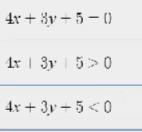 4x + 3y + 5 = 0
4x + 3y + 5 > 0
4x + 3y + 5 < 0